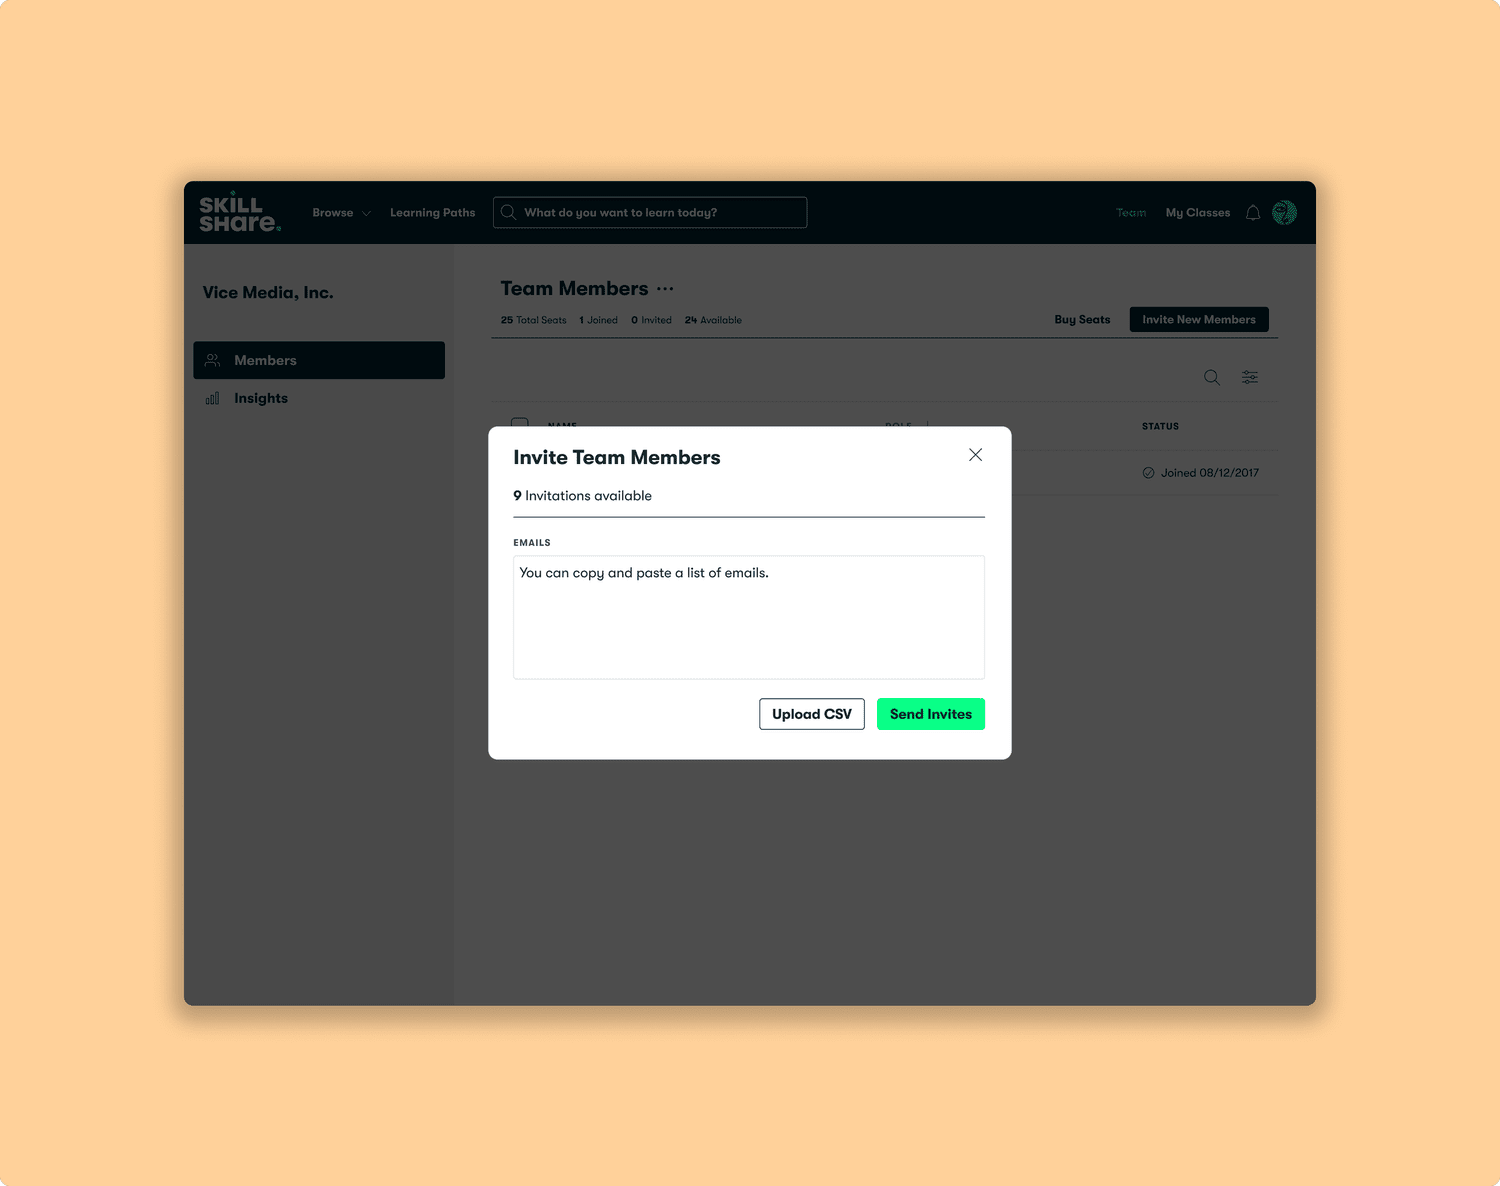 SKILL
SHare.
Browse
Learning Paths
What do you want to learn today?
Team
My Classes
Vice Media, Inc.
Members
Insights
Team Members ···
25 Total Seats 1 Joined 0 Invited 24 Available
Buy Seats
Invite New Members
NAME
ROLE
STATUS
Joined 08/12/2017
Invite Team Members
9 Invitations available
EMAILS
You can copy and paste a list of emails.
Upload CSV
Send Invites